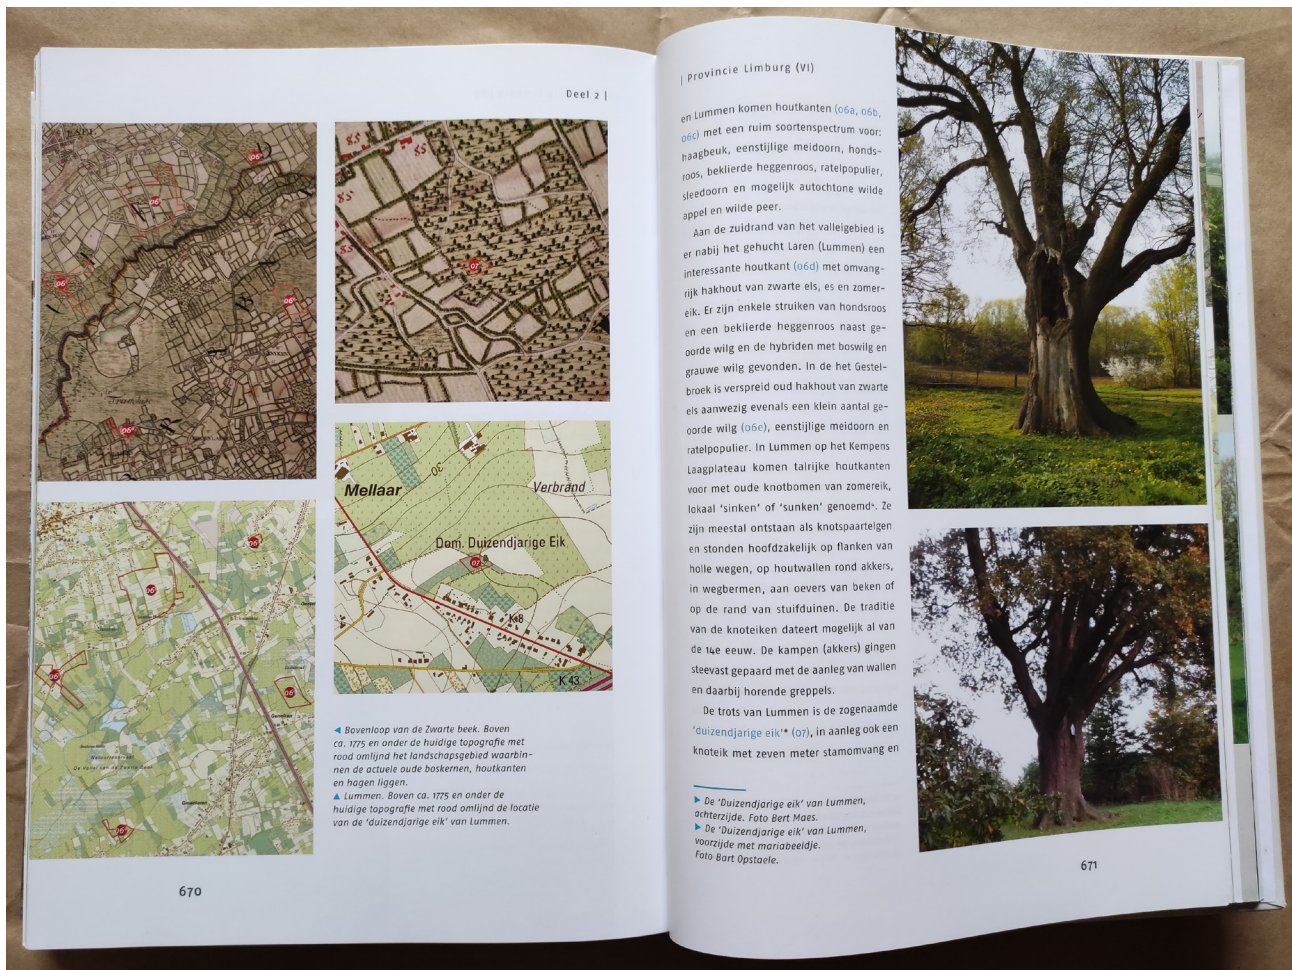 Deel 2 |
85
85
85
85
07
06ᵃ
06ᵇ
06ᶜ
06ᵈ
Mellaar
30
Verbrand
Dom. Duizendjarige Eik
07
K 8
K 43
◄ Bovenloop van de Zwarte beek. Boven
ca. 1775 en onder de huidige topografie met
rood omlijnd het landschapsgebied waarbin-
nen de actuele oude boskernen, houtkanten
en hagen liggen.
▲ Lummen. Boven ca. 1775 en onder de
huidige topografie met rood omlijnd de locatie
van de ‘duizendjarige eik’ van Lummen.
670
| Provincie Limburg (VI)
en Lummen komen houtkanten (06a, 06b,
06c) met een ruim soortenspectrum voor:
haagbeuk, eenstijlige meidoorn, honds-
roos, beklierde heggenroos, ratelpopulier,
sleedoorn en mogelijk autochtone wilde
appel en wilde peer.
Aan de zuidrand van het valleigebied is
er nabij het gehucht Laren (Lummen) een
interessante houtkant (06d) met omvang-
rijk hakhout van zwarte els, es en zomer-
eik. Er zijn enkele struiken van hondsroos
en een beklierde heggenroos naast ge-
oorde wilg en de hybriden met boswilg en
grauwe wilg gevonden. In de het Gestel-
broek is verspreid oud hakhout van zwarte
els aanwezig evenals een klein aantal ge-
oorde wilg (06e), eenstijlige meidoorn en
ratelpopulier. In Lummen op het Kempens
Laagplateau komen talrijke houtkanten
voor met oude knotbomen van zomereik,
lokaal ‘sinken’ of ‘sunken’ genoemd⁴. Ze
zijn meestal ontstaan als knotspaartelgen
en stonden hoofdzakelijk op flanken van
holle wegen, op houtwallen rond akkers,
in wegbermen, aan oevers van beken of
op de rand van stuifduinen. De traditie
van de knoteiken dateert mogelijk al van
de 14e eeuw. De kampen (akkers) gingen
steevast gepaard met de aanleg van wallen
en daarbij horende greppels.
De trots van Lummen is de zogenaamde
‘duizendjarige eik’* (07), in aanleg ook een
knoteik met zeven meter stamomvang en
► De ‘Duizendjarige eik’ van Lummen,
achterzijde. Foto Bert Maes.
► De ‘Duizendjarige eik’ van Lummen,
voorzijde met mariabeeldje.
Foto Bart Opstaele.
671